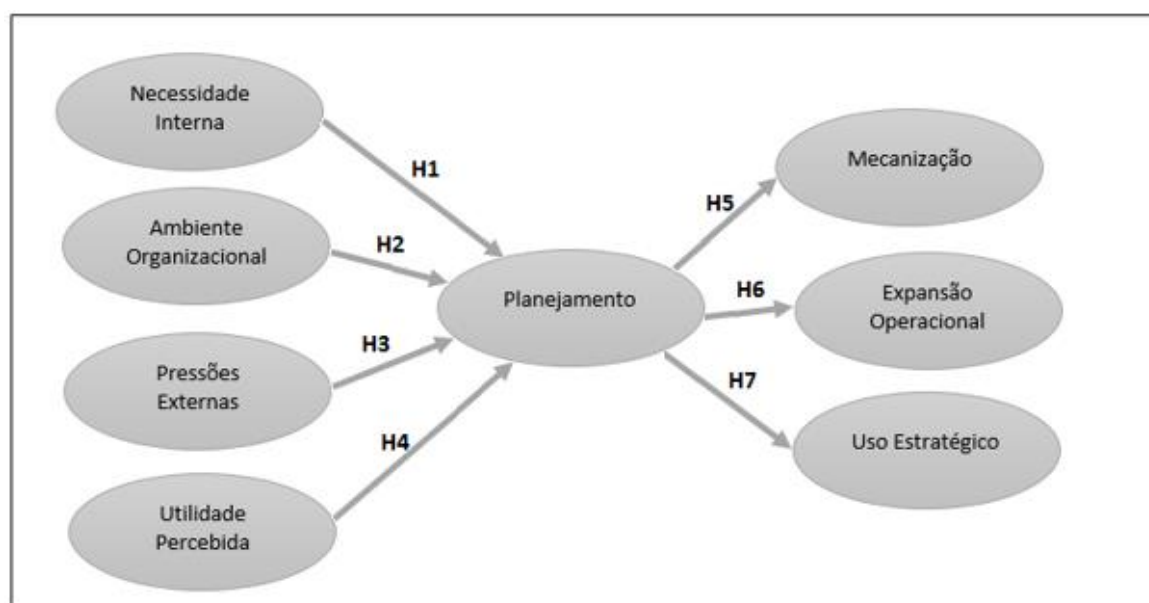 Necessidade
Interna
H1
Ambiente
Organizacional
H2
Pressões
Externas
H3
Utilidade
Percebida
H4
Planejamento
H5
Mecanização
H6
Expansão
Operacional
H7
Uso Estratégico